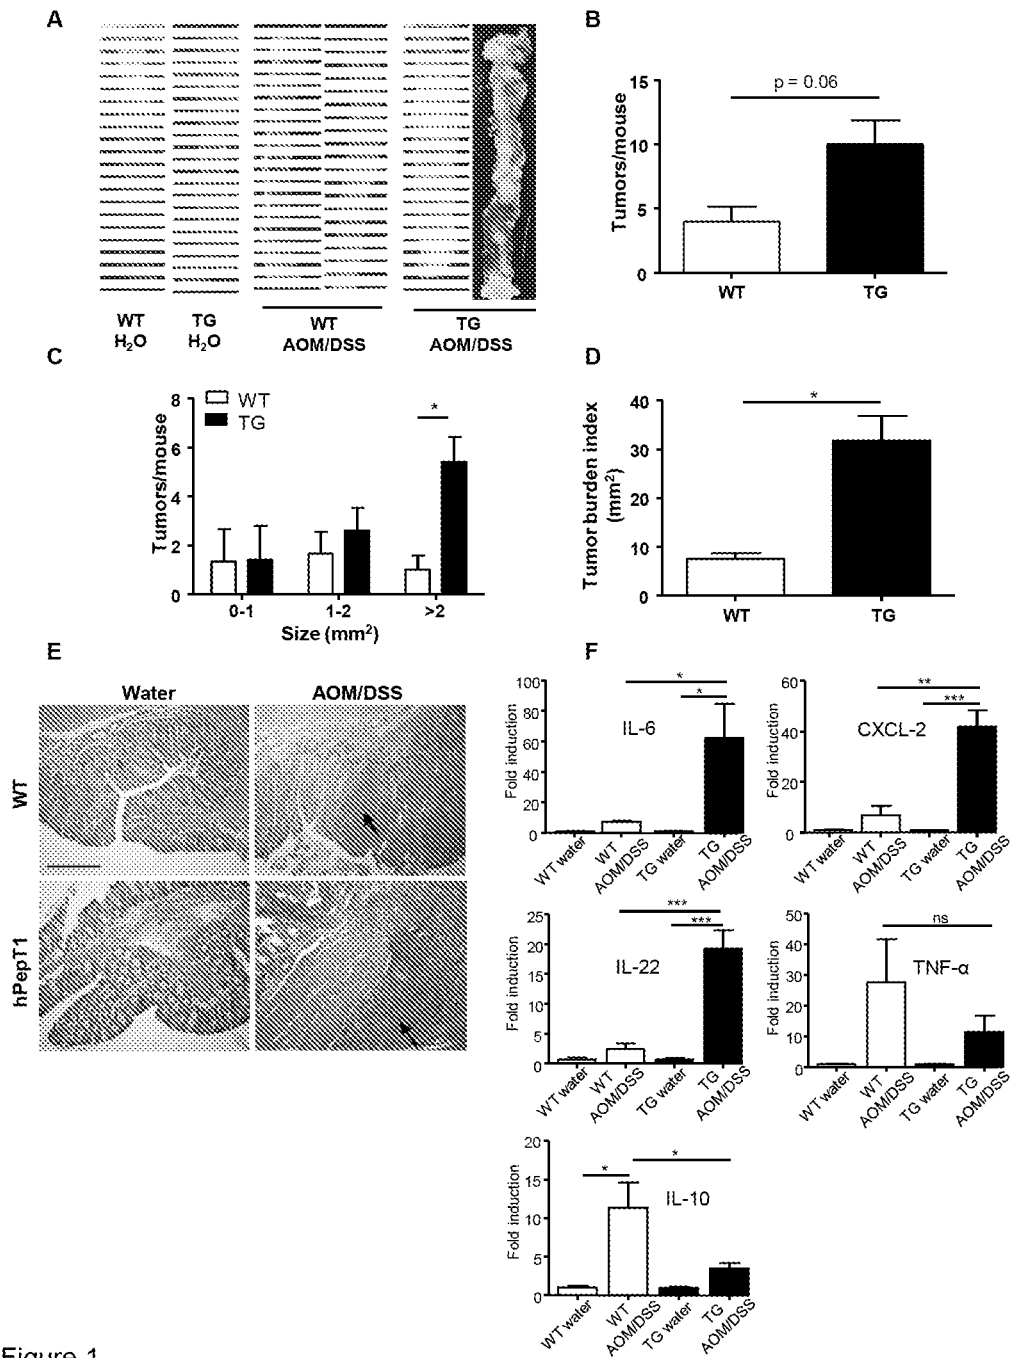 A
WT
H2O
TG
H2O
WT
AOM/DSS
TG
AOM/DSS
B
Tumors/mouse
15
10
5
0
p = 0.06
WT
TG
C
Tumors/mouse
8
6
4
2
0
WT
TG
*
0-1
1-2
>2
Size (mm2)
D
Tumor burden index
(mm2)
40
30
20
10
0
*
WT
TG
E
Water
AOM/DSS
WT
hPepT1
F
Fold induction
100
80
60
40
20
0
*
*
IL-6
WT water
WT
AOM/DSS
TG water
TG
AOM/DSS
Fold induction
60
40
20
0
**
***
CXCL-2
WT water
WT
AOM/DSS
TG water
TG
AOM/DSS
Fold induction
25
20
15
10
5
0
***
***
IL-22
WT water
WT
AOM/DSS
TG water
TG
AOM/DSS
Fold induction
50
40
30
20
10
0
ns
TNF-α
WT water
WT
AOM/DSS
TG water
TG
AOM/DSS
Fold induction
20
15
10
5
0
*
*
IL-10
WT water
WT
AOM/DSS
TG water
TG
AOM/DSS
Figure 1